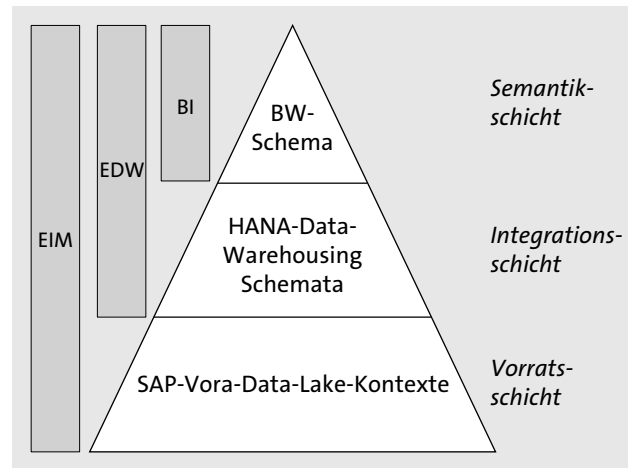 EIM
EDW
BI
BW-
Schema
Semantik-
schicht
HANA-Data-
Warehousing
Schemata
Integrations-
schicht
SAP-Vora-Data-Lake-Kontexte
Vorrats-
schicht